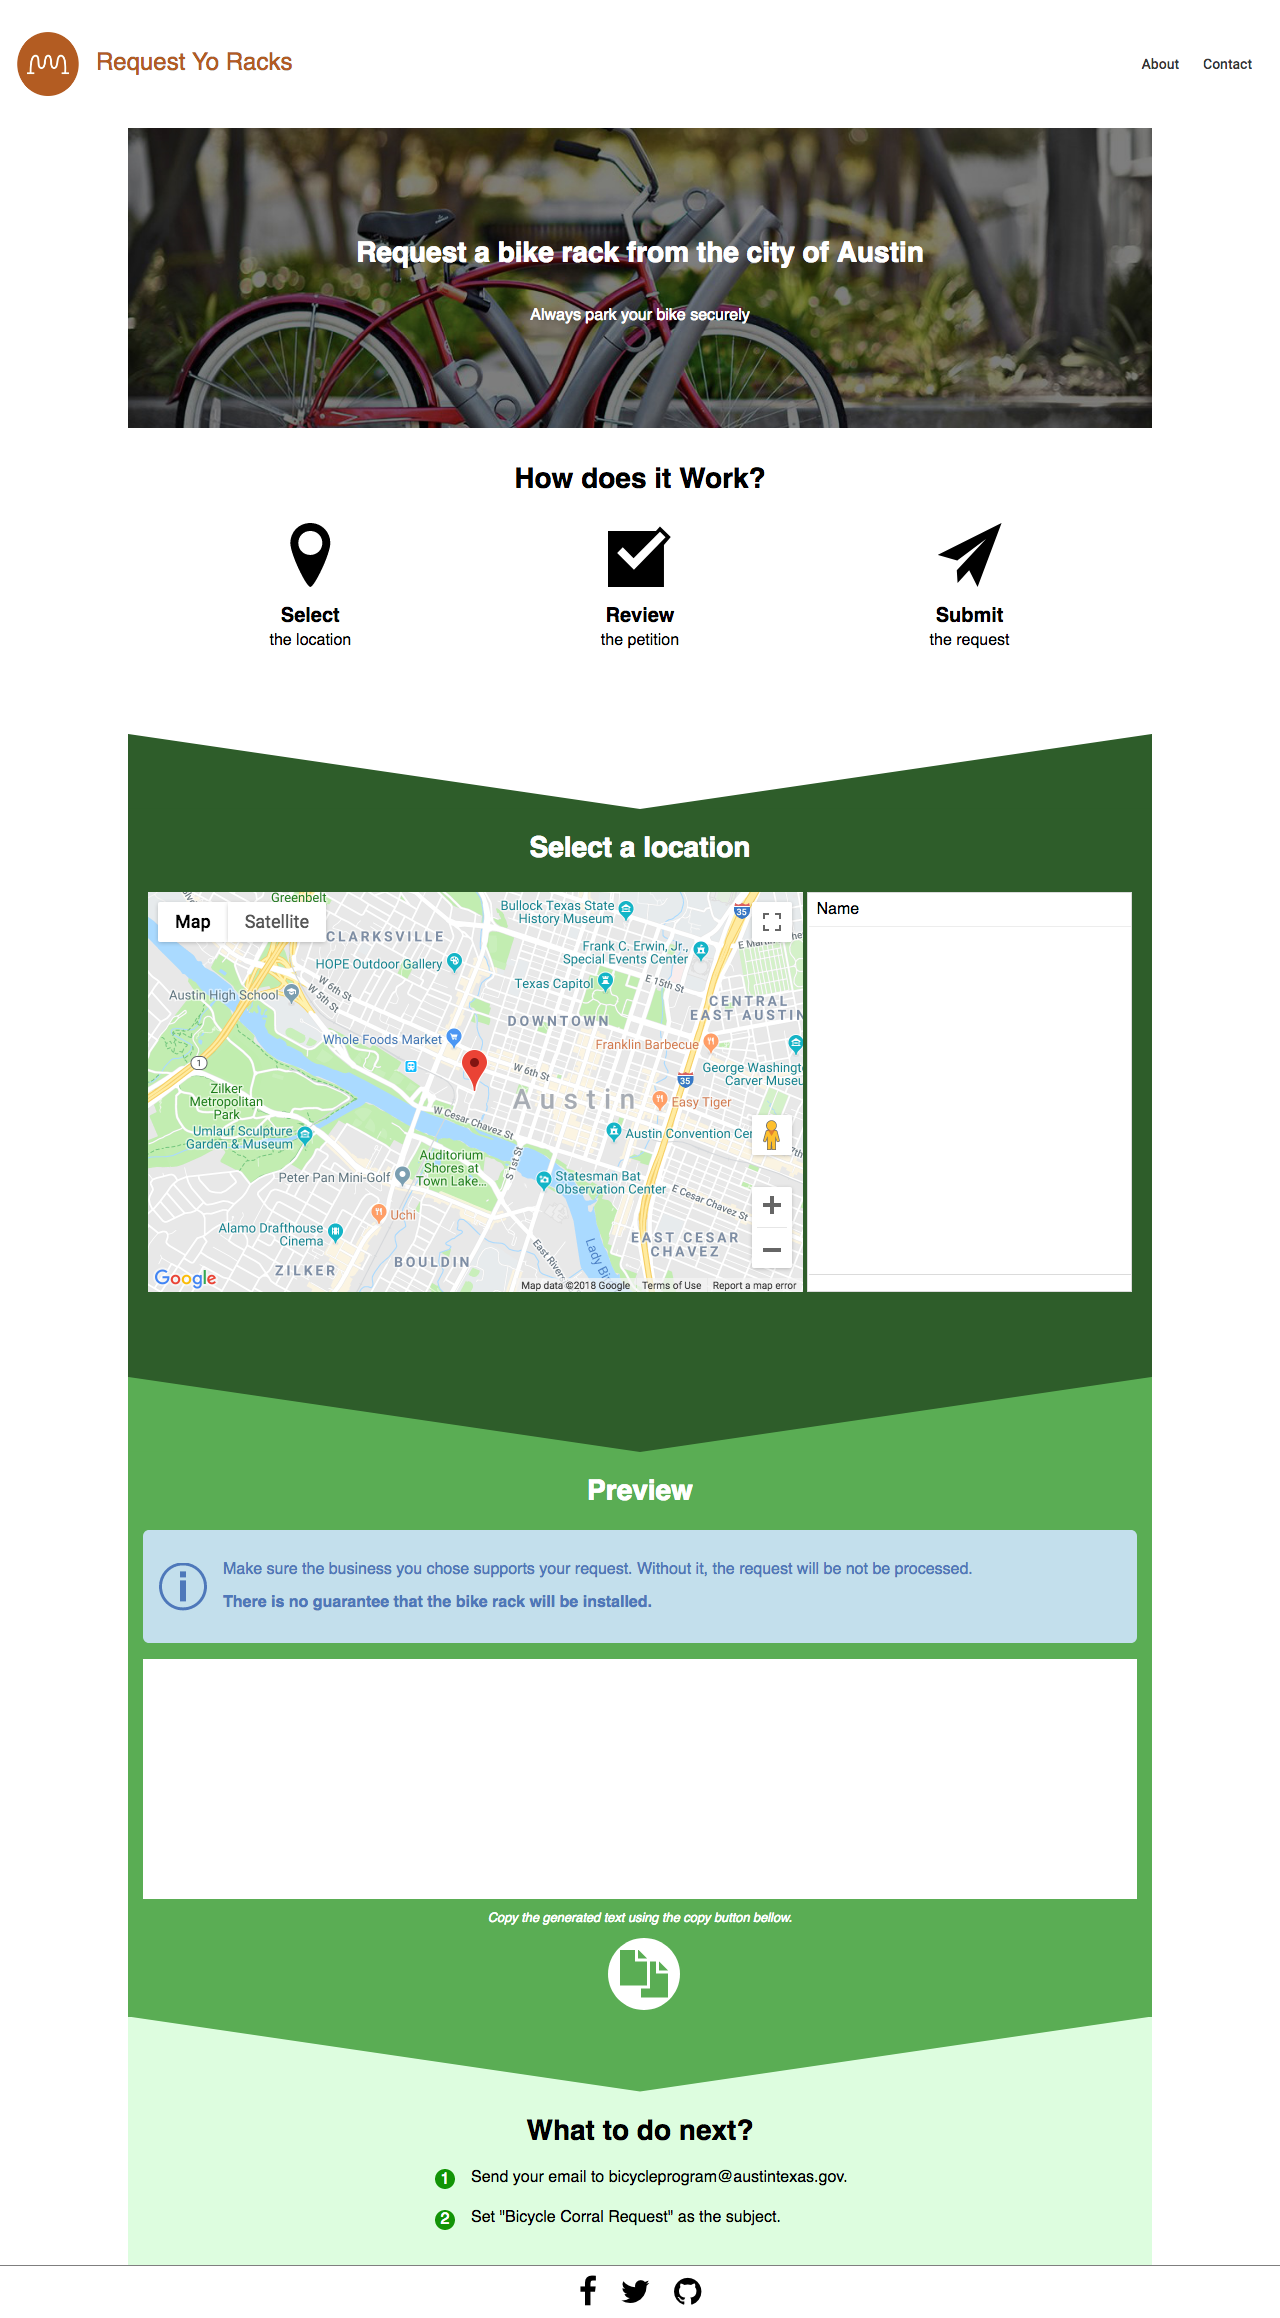 Request Yo Racks
About
Contact
Request a bike rack from the city of Austin
Always park your bike securely
How does it Work?
Select
the location
Review
the petition
Submit
the request
Select a location
Map
Satellite
Greenbelt
CLARKSVILLE
Bullock Texas State
History Museum
35
Frank C. Erwin, Jr.,
Special Events Center
HOPE Outdoor Gallery
W 6th St
W 5th St
Texas Capitol
E 15th St
Austin High School
CENTRAL
EAST AUSTIN
DOWNTOWN
Whole Foods Market
Franklin Barbecue
1
W 6th St
George Washingt
Carver Museu
35
Zilker
Metropolitan
Park
Austin
Easy Tiger
W Cesar Chavez St
Umlauf Sculpture
Garden & Museum
Austin Convention Cen
7th
Auditorium
Shores at
Town Lake...
S 1st St
Peter Pan Mini-Golf
Statesman Bat
Observation Center
E Cesar Chavez St
Uchi
Alamo Drafthouse
Cinema
EAST CESAR
CHAVEZ
East Rivers
Lady Bi
BOULDIN
ZILKER
Google
Map data ©2018 Google
Terms of Use
Report a map error
Name
Preview
Make sure the business you chose supports your request. Without it, the request will be not be processed.
There is no guarantee that the bike rack will be installed.
Copy the generated text using the copy button bellow.
What to do next?
1 Send your email to bicycleprogram@austintexas.gov.
2 Set "Bicycle Corral Request" as the subject.